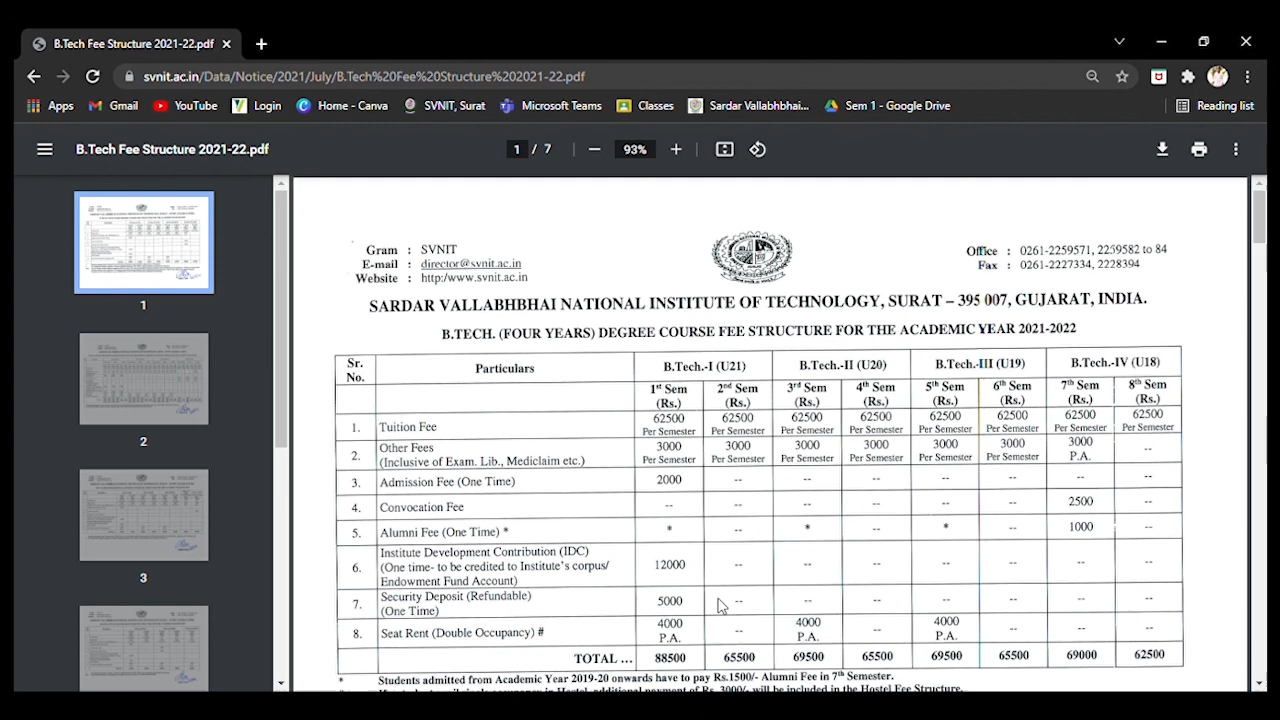 B.Tech Fee Structure 2021-22.pdf
svnit.ac.in/Data/Notice/2021/July/B.Tech%20Fee%20Structure%202021-22.pdf
Apps Gmail YouTube Login Home - Canva SVNIT, Surat Microsoft Teams Classes Sardar Vallabhbhai... Sem 1 - Google Drive Reading list
B.Tech Fee Structure 2021-22.pdf 1 / 7 93%
1
2
3
Gram : SVNIT
E-mail : director@svnit.ac.in
Website : http:/www.svnit.ac.in
Office : 0261-2259571, 2259582 to 84
Fax : 0261-2227334, 2228394
SARDAR VALLABHBHAI NATIONAL INSTITUTE OF TECHNOLOGY, SURAT – 395 007, GUJARAT, INDIA.
B.TECH. (FOUR YEARS) DEGREE COURSE FEE STRUCTURE FOR THE ACADEMIC YEAR 2021-2022
Sr. No. Particulars B.Tech.-I (U21) B.Tech.-II (U20) B.Tech.-III (U19) B.Tech.-IV (U18)
1st Sem (Rs.) 2nd Sem (Rs.) 3rd Sem (Rs.) 4th Sem (Rs.) 5th Sem (Rs.) 6th Sem (Rs.) 7th Sem (Rs.) 8th Sem (Rs.)
1. Tuition Fee 62500 Per Semester 62500 Per Semester 62500 Per Semester 62500 Per Semester 62500 Per Semester 62500 Per Semester 62500 Per Semester 62500 Per Semester
2. Other Fees (Inclusive of Exam. Lib., Mediclaim etc.) 3000 Per Semester 3000 Per Semester 3000 Per Semester 3000 Per Semester 3000 Per Semester 3000 Per Semester 3000 P.A. --
3. Admission Fee (One Time) 2000 -- -- -- -- -- -- --
4. Convocation Fee -- -- -- -- -- -- 2500 --
5. Alumni Fee (One Time) * * -- * -- * -- 1000 --
6. Institute Development Contribution (IDC) (One time- to be credited to Institute's corpus/ Endowment Fund Account) 12000 -- -- -- -- -- -- --
7. Security Deposit (Refundable) (One Time) 5000 -- -- -- -- -- -- --
8. Seat Rent (Double Occupancy) # 4000 P.A. -- 4000 P.A. -- 4000 P.A. -- -- --
TOTAL ... 88500 65500 69500 65500 69500 65500 69000 62500
* Students admitted from Academic Year 2019-20 onwards have to pay Rs.1500/- Alumni Fee in 7th Semester.
additional payment of Rs. 3000/- will be included in the Hostel Fee Structure.